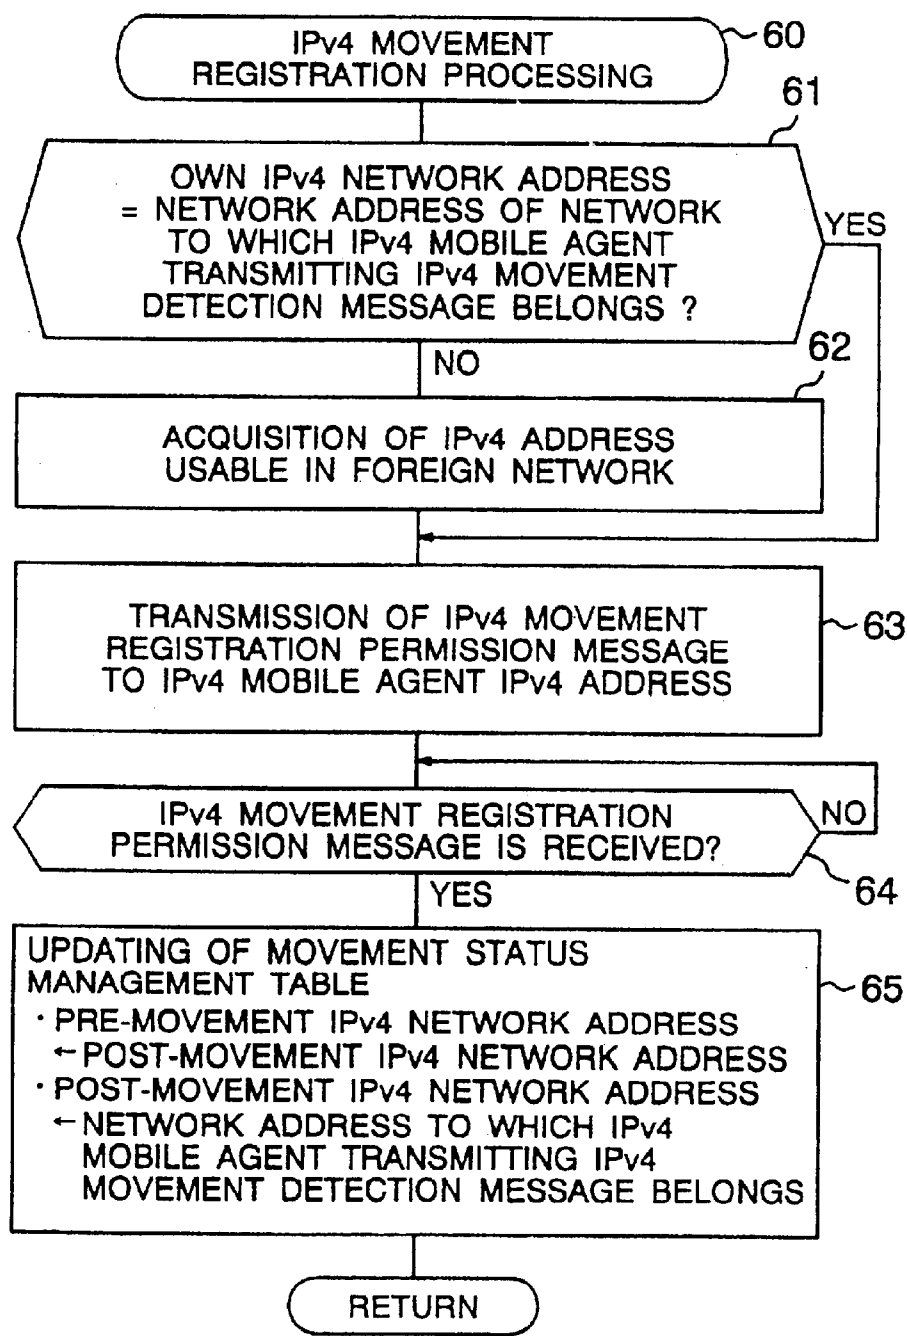 IPv4 MOVEMENT
REGISTRATION PROCESSING
60
61
OWN IPv4 NETWORK ADDRESS
= NETWORK ADDRESS OF NETWORK
TO WHICH IPv4 MOBILE AGENT
TRANSMITTING IPv4 MOVEMENT
DETECTION MESSAGE BELONGS ?
YES
NO
62
ACQUISITION OF IPv4 ADDRESS
USABLE IN FOREIGN NETWORK
TRANSMISSION OF IPv4 MOVEMENT
REGISTRATION PERMISSION MESSAGE
TO IPv4 MOBILE AGENT IPv4 ADDRESS
63
IPv4 MOVEMENT REGISTRATION
PERMISSION MESSAGE IS RECEIVED?
NO
64
YES
UPDATING OF MOVEMENT STATUS
MANAGEMENT TABLE
· PRE-MOVEMENT IPv4 NETWORK ADDRESS
← POST-MOVEMENT IPv4 NETWORK ADDRESS
· POST-MOVEMENT IPv4 NETWORK ADDRESS
← NETWORK ADDRESS TO WHICH IPv4
MOBILE AGENT TRANSMITTING IPv4
MOVEMENT DETECTION MESSAGE BELONGS
65
RETURN